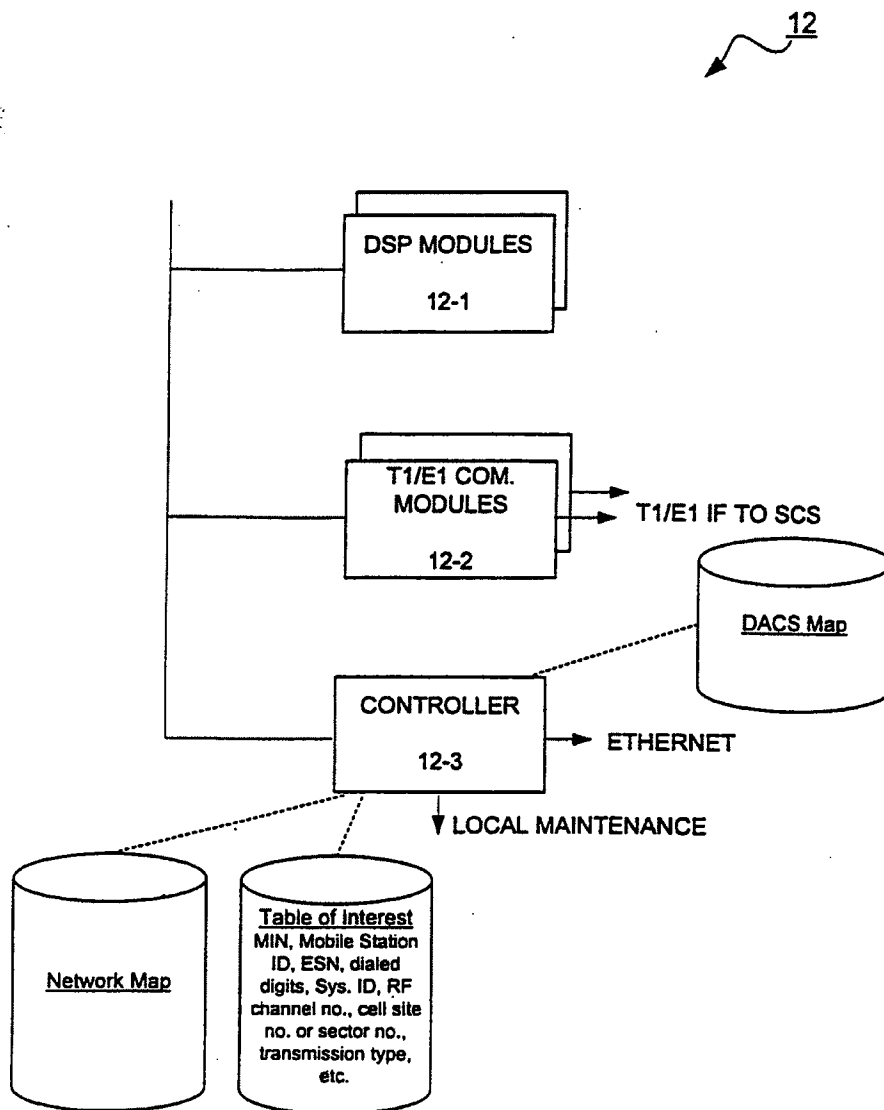 12
DSP MODULES
12-1
T1/E1 COM.
MODULES
12-2
T1/E1 IF TO SCS
DACS Map
CONTROLLER
12-3
ETHERNET
LOCAL MAINTENANCE
Network Map
Table of Interest
MIN, Mobile Station
ID, ESN, dialed
digits, Sys. ID, RF
channel no., cell site
no. or sector no.,
transmission type,
etc.